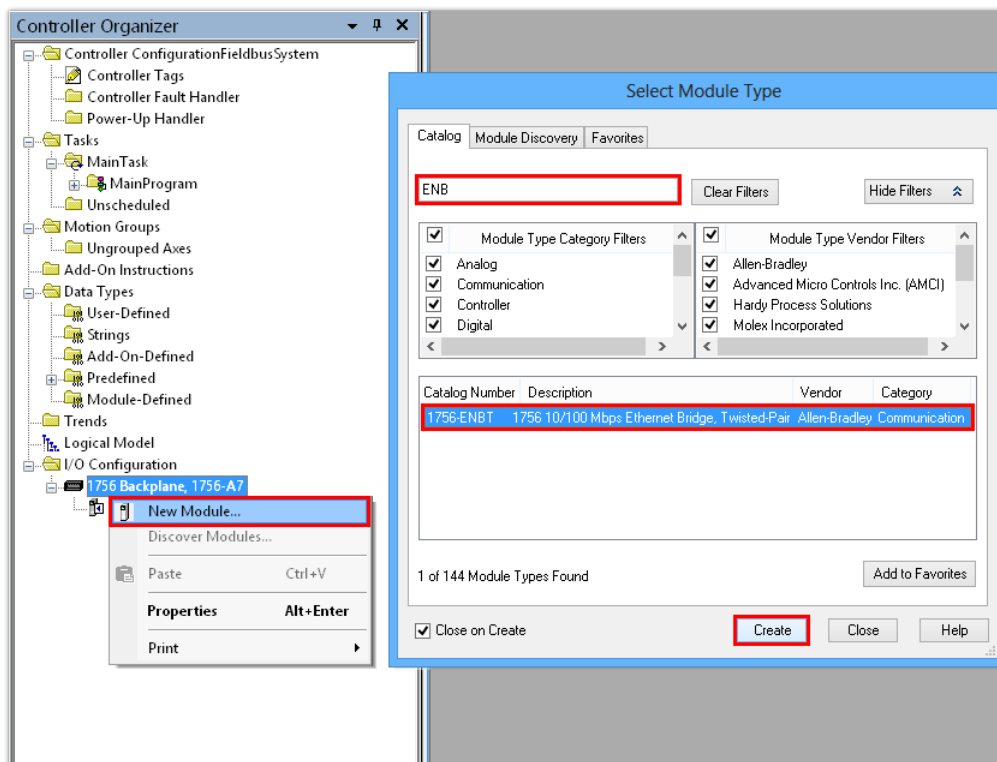 Controller Organizer
Controller ConfigurationFieldbusSystem
Controller Tags
Controller Fault Handler
Power-Up Handler
Tasks
MainTask
MainProgram
Unscheduled
Motion Groups
Ungrouped Axes
Add-On Instructions
Data Types
User-Defined
Strings
Add-On-Defined
Predefined
Module-Defined
Trends
Logical Model
I/O Configuration
1756 Backplane, 1756-A7
New Module...
Discover Modules...
Paste Ctrl+V
Properties Alt+Enter
Print
Select Module Type
Catalog Module Discovery Favorites
ENB Clear Filters Hide Filters
Module Type Category Filters
Analog
Communication
Controller
Digital
Module Type Vendor Filters
Allen-Bradley
Advanced Micro Controls Inc. (AMCI)
Hardy Process Solutions
Molex Incorporated
Catalog Number Description Vendor Category
1756-ENBT 1756 10/100 Mbps Ethernet Bridge, Twisted-Pair Allen-Bradley Communication
1 of 144 Module Types Found Add to Favorites
Close on Create Create Close Help